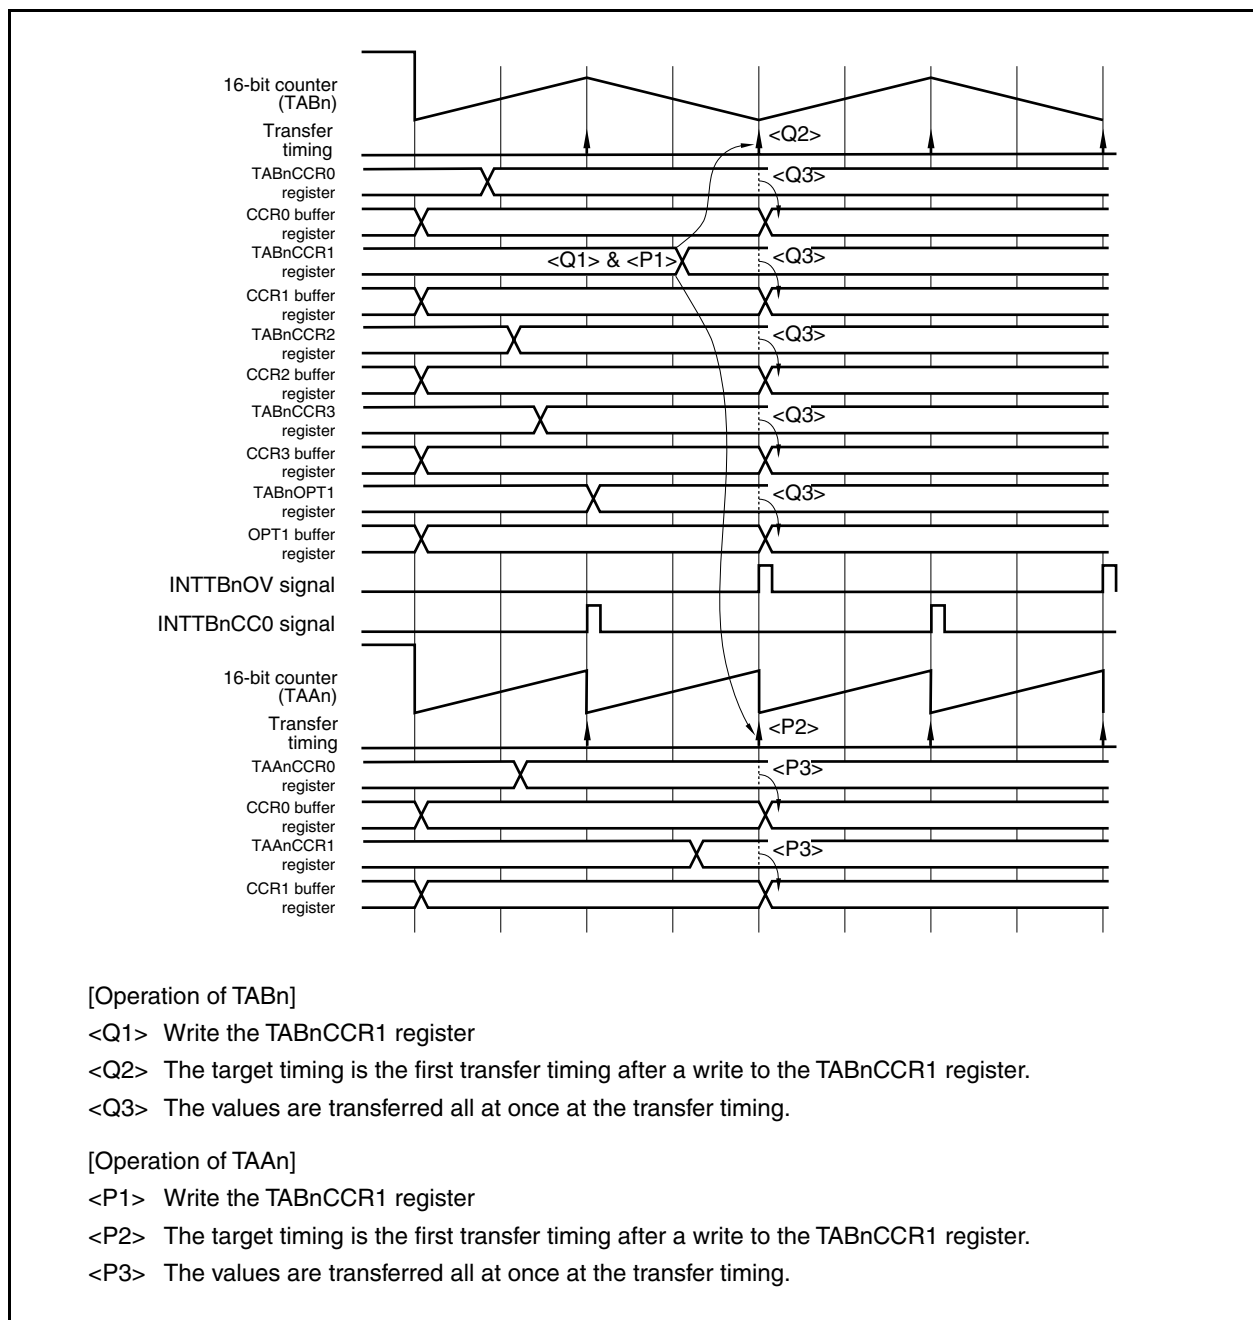 16-bit counter
(TABn)
Transfer
timing
<Q2>
TABnCCR0
register
<Q3>
CCR0 buffer
register
TABnCCR1
register
<Q1> & <P1>
<Q3>
CCR1 buffer
register
TABnCCR2
register
<Q3>
CCR2 buffer
register
TABnCCR3
register
<Q3>
CCR3 buffer
register
TABnOPT1
register
<Q3>
OPT1 buffer
register
INTTBnOV signal
INTTBnCC0 signal
16-bit counter
(TAAn)
Transfer
timing
<P2>
TAAnCCR0
register
<P3>
CCR0 buffer
register
TAAnCCR1
register
<P3>
CCR1 buffer
register
[Operation of TABn]
<Q1> Write the TABnCCR1 register
<Q2> The target timing is the first transfer timing after a write to the TABnCCR1 register.
<Q3> The values are transferred all at once at the transfer timing.
[Operation of TAAn]
<P1> Write the TABnCCR1 register
<P2> The target timing is the first transfer timing after a write to the TABnCCR1 register.
<P3> The values are transferred all at once at the transfer timing.